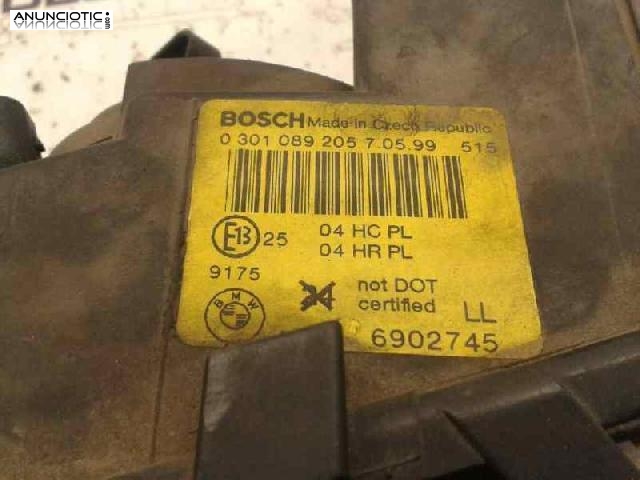 ANUNCIOTIC
BOSCH Made in Czech Republic
0 301 089 205 7.05.99 515
E13 25 04 HC PL
04 HR PL
9175
not DOT
certified LL
BMW
6902745